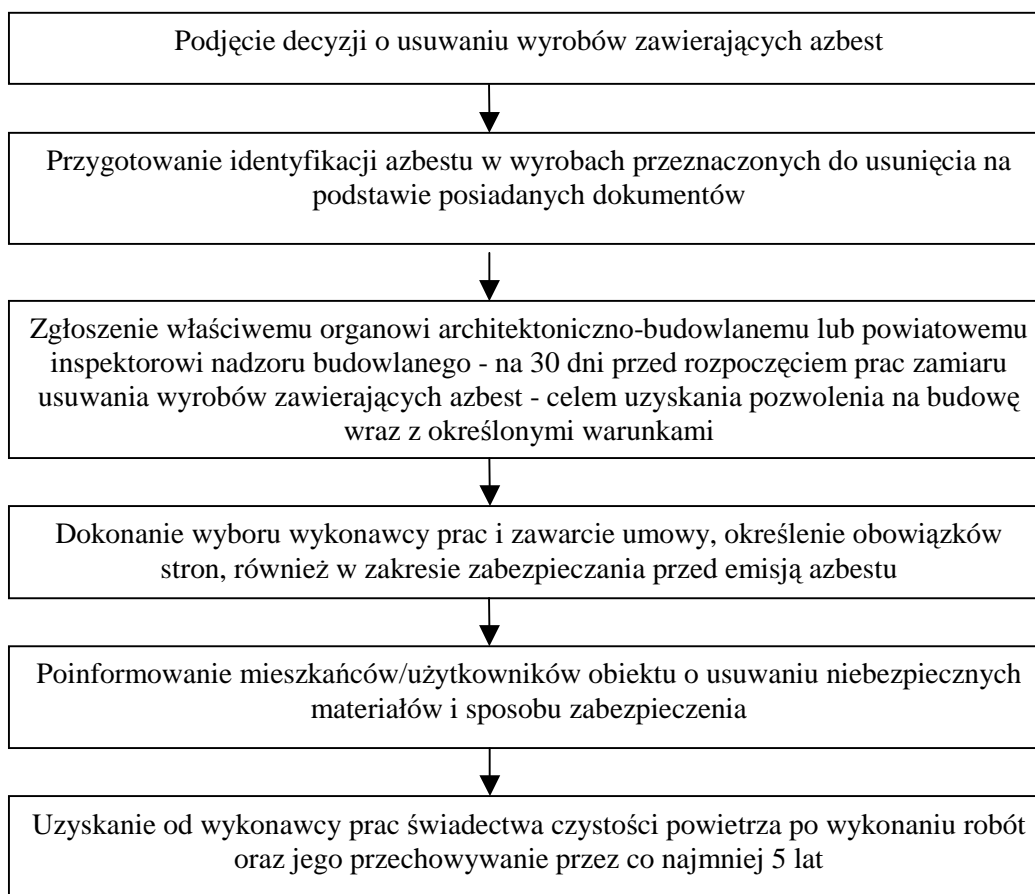 Podjęcie decyzji o usuwaniu wyrobów zawierających azbest
Przygotowanie identyfikacji azbestu w wyrobach przeznaczonych do usunięcia na
podstawie posiadanych dokumentów
Zgłoszenie właściwemu organowi architektoniczno-budowlanemu lub powiatowemu
inspektorowi nadzoru budowlanego - na 30 dni przed rozpoczęciem prac zamiaru
usuwania wyrobów zawierających azbest - celem uzyskania pozwolenia na budowę
wraz z określonymi warunkami
Dokonanie wyboru wykonawcy prac i zawarcie umowy, określenie obowiązków
stron, również w zakresie zabezpieczania przed emisją azbestu
Poinformowanie mieszkańców/użytkowników obiektu o usuwaniu niebezpiecznych
materiałów i sposobu zabezpieczenia
Uzyskanie od wykonawcy prac świadectwa czystości powietrza po wykonaniu robót
oraz jego przechowywanie przez co najmniej 5 lat